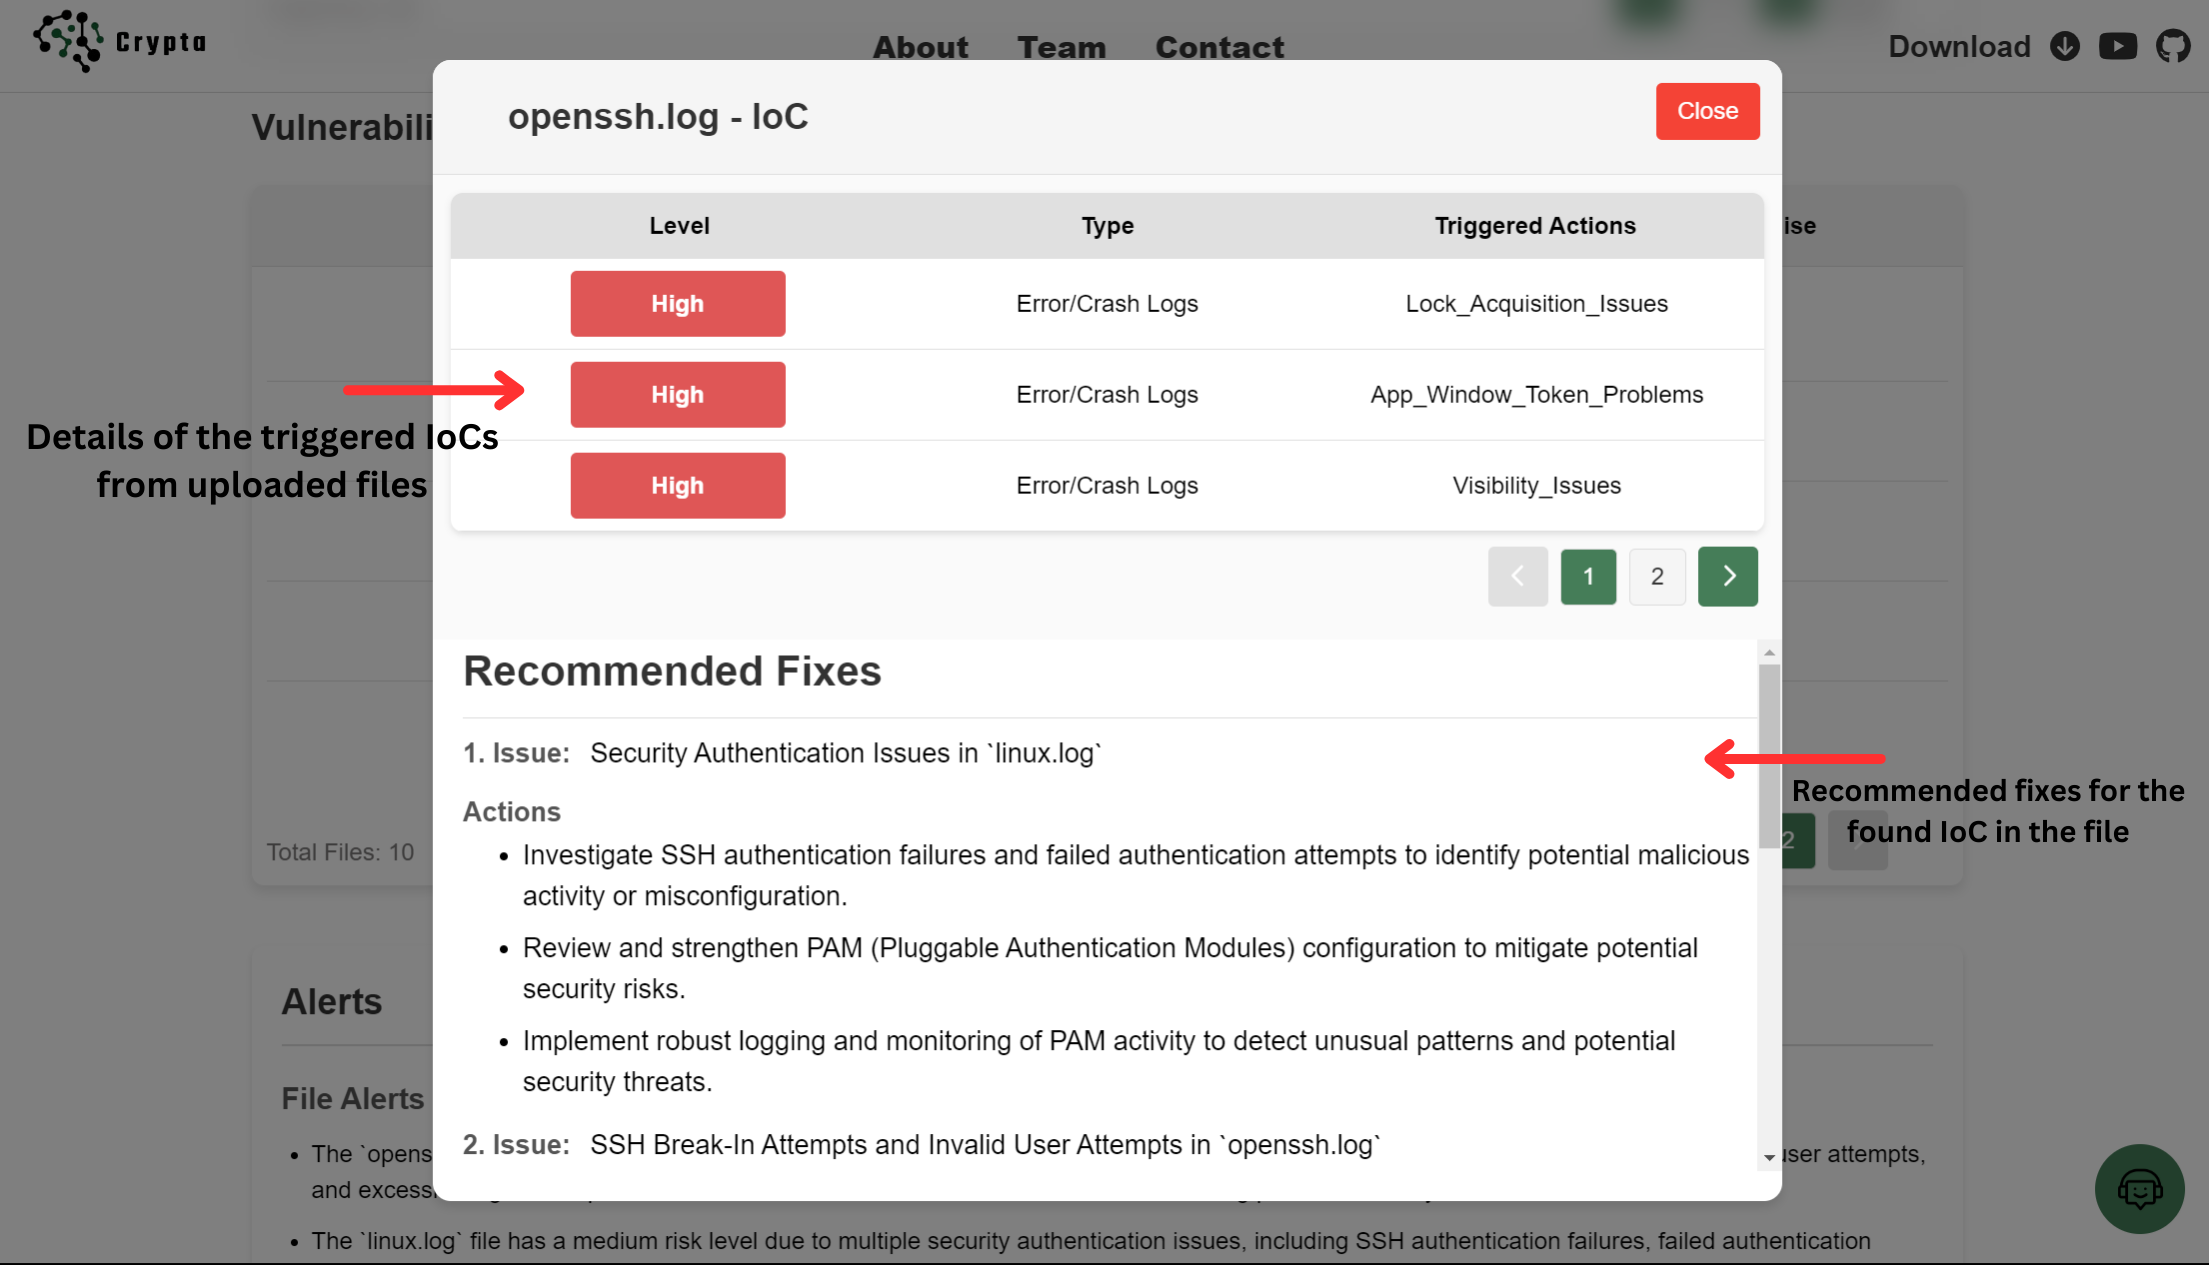 Crypta
About Team Contact
Download
Vulnerabili
ise
openssh.log - IoC
Close
Level Type Triggered Actions
High Error/Crash Logs Lock_Acquisition_Issues
High Error/Crash Logs App_Window_Token_Problems
High Error/Crash Logs Visibility_Issues
Details of the triggered IoCs
from uploaded files
1 2
Recommended Fixes
1. Issue: Security Authentication Issues in `linux.log`
Actions
Investigate SSH authentication failures and failed authentication attempts to identify potential malicious
activity or misconfiguration.
Review and strengthen PAM (Pluggable Authentication Modules) configuration to mitigate potential
security risks.
Implement robust logging and monitoring of PAM activity to detect unusual patterns and potential
security threats.
2. Issue: SSH Break-In Attempts and Invalid User Attempts in `openssh.log`
Recommended fixes for the
found IoC in the file
Total Files: 10
2
Alerts
File Alerts
The `opens
user attempts,
and excess
The `linux.log` file has a medium risk level due to multiple security authentication issues, including SSH authentication failures, failed authentication